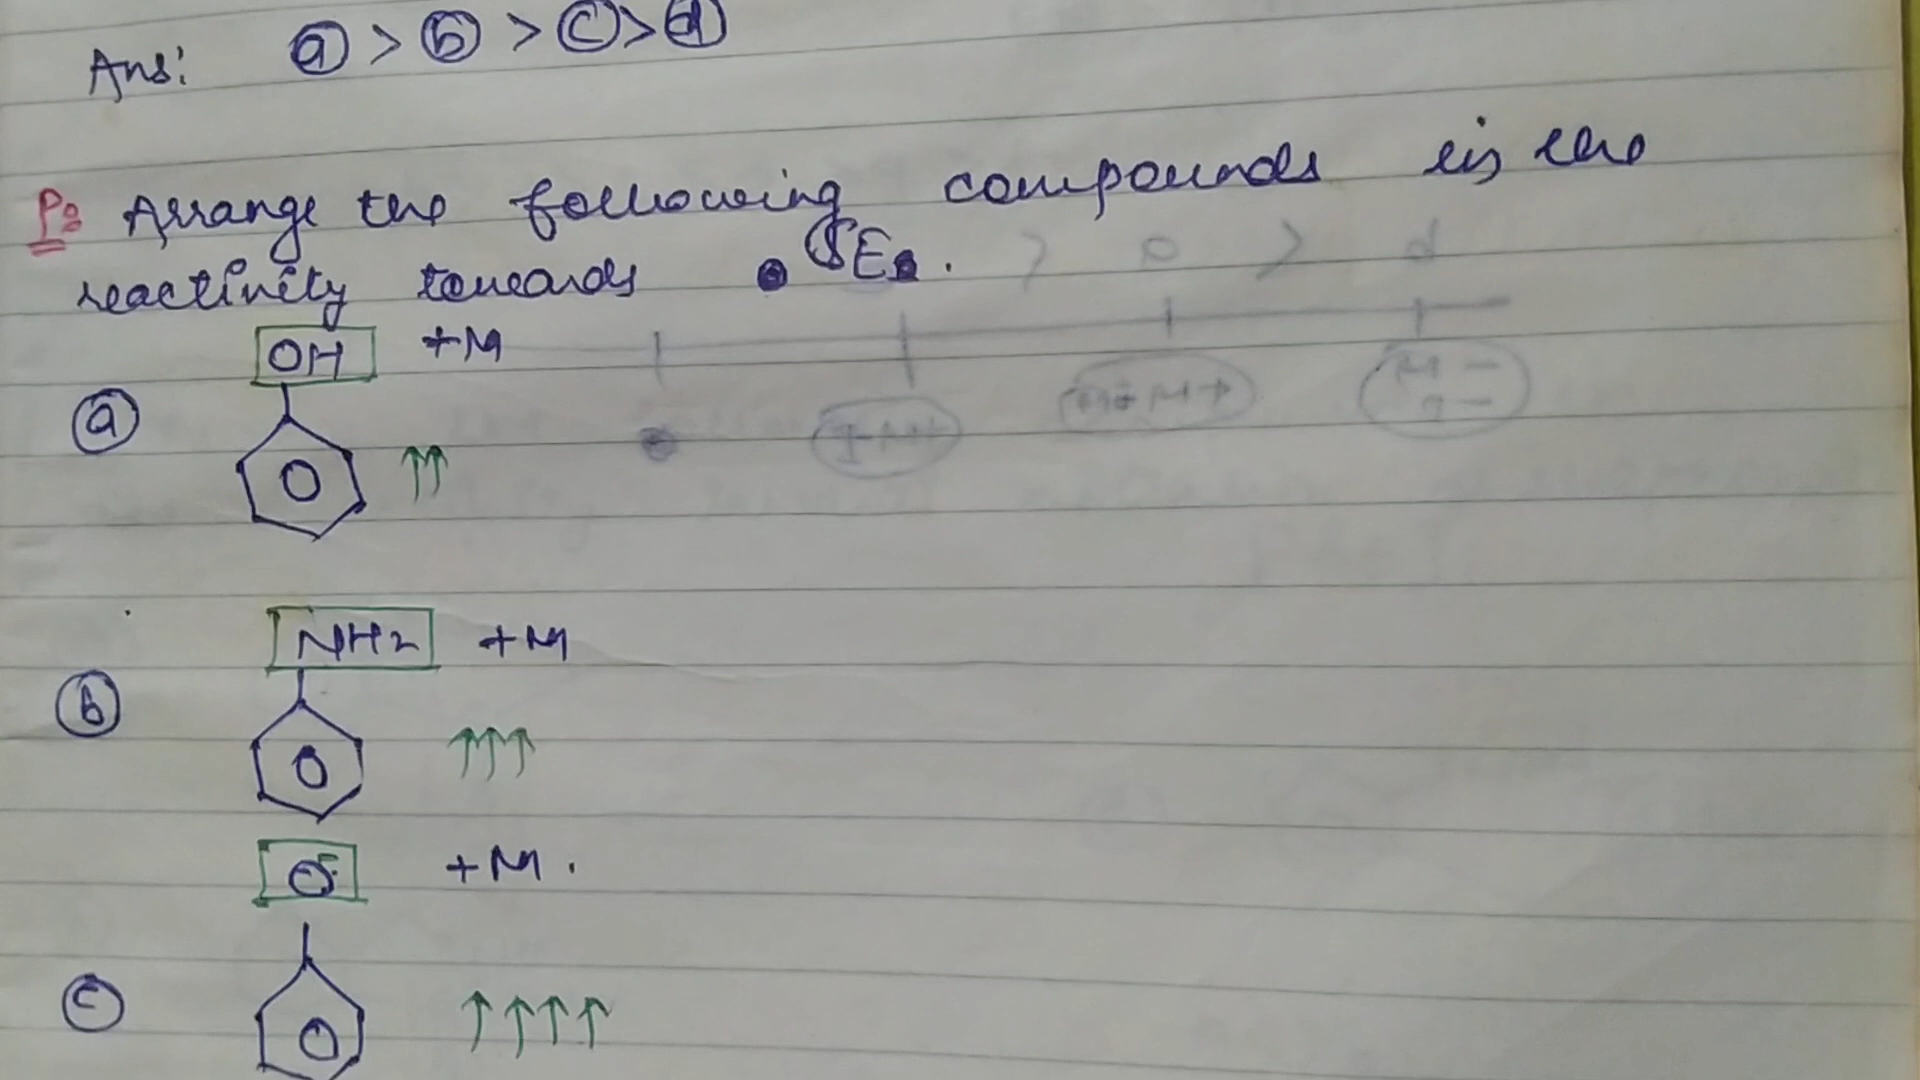 Ans: ⓐ > ⓑ > ⓒ > ⓓ
P: Arrange the following compounds in the
reactivity towards SE .
OH +M
ⓐ
NH2 +M
ⓑ
O⁻ +M .
ⓒ